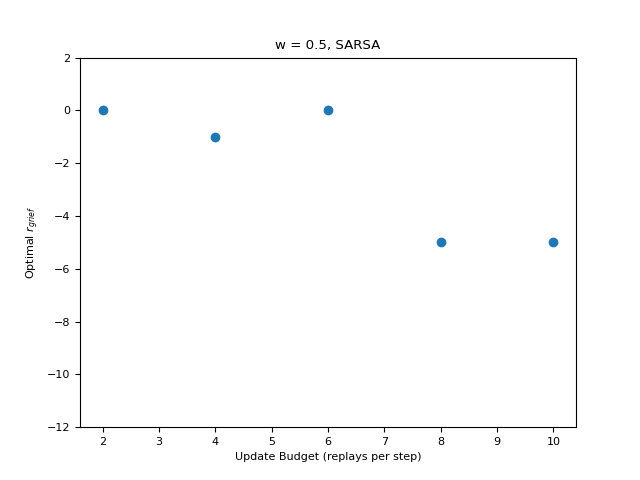 w = 0.5, SARSA
2
0
−2
−4
−6
−8
−10
−12
Optimal r_grief
2 3 4 5 6 7 8 9 10
Update Budget (replays per step)